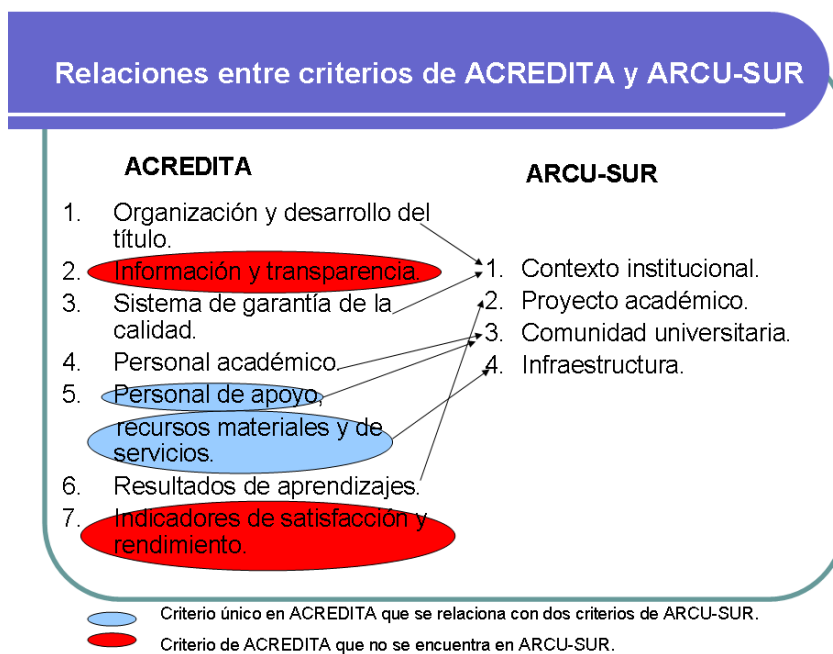 Relaciones entre criterios de ACREDITA y ARCU-SUR
ACREDITA
1. Organización y desarrollo del
título.
2. Información y transparencia.
3. Sistema de garantía de la
calidad.
4. Personal académico.
5. Personal de apoyo,
recursos materiales y de
servicios.
6. Resultados de aprendizajes.
7. Indicadores de satisfacción y
rendimiento.
ARCU-SUR
1. Contexto institucional.
2. Proyecto académico.
3. Comunidad universitaria.
4. Infraestructura.
Criterio único en ACREDITA que se relaciona con dos criterios de ARCU-SUR.
Criterio de ACREDITA que no se encuentra en ARCU-SUR.